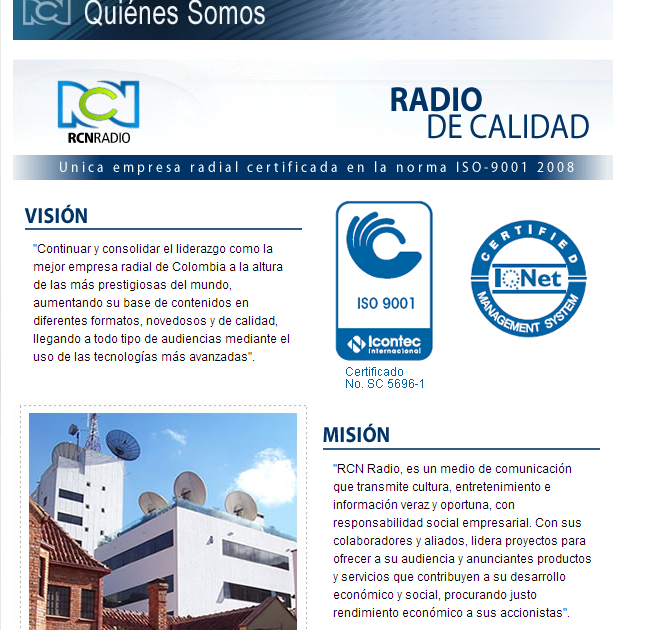 Quiénes Somos
RCNRADIO
RADIO
DE CALIDAD
Unica empresa radial certificada en la norma ISO-9001 2008
VISIÓN
"Continuar y consolidar el liderazgo como la
mejor empresa radial de Colombia a la altura
de las más prestigiosas del mundo,
aumentando su base de contenidos en
diferentes formatos, novedosos y de calidad,
llegando a todo tipo de audiencias mediante el
uso de las tecnologías más avanzadas".
ISO 9001
Icontec
internacional
Certificado
No. SC 5696-1
CERTIFIED
IQNet
MANAGEMENT SYSTEM
MISIÓN
"RCN Radio, es un medio de comunicación
que transmite cultura, entretenimiento e
información veraz y oportuna, con
responsabilidad social empresarial. Con sus
colaboradores y aliados, lidera proyectos para
ofrecer a su audiencia y anunciantes productos
y servicios que contribuyen a su desarrollo
económico y social, procurando justo
rendimiento económico a sus accionistas".